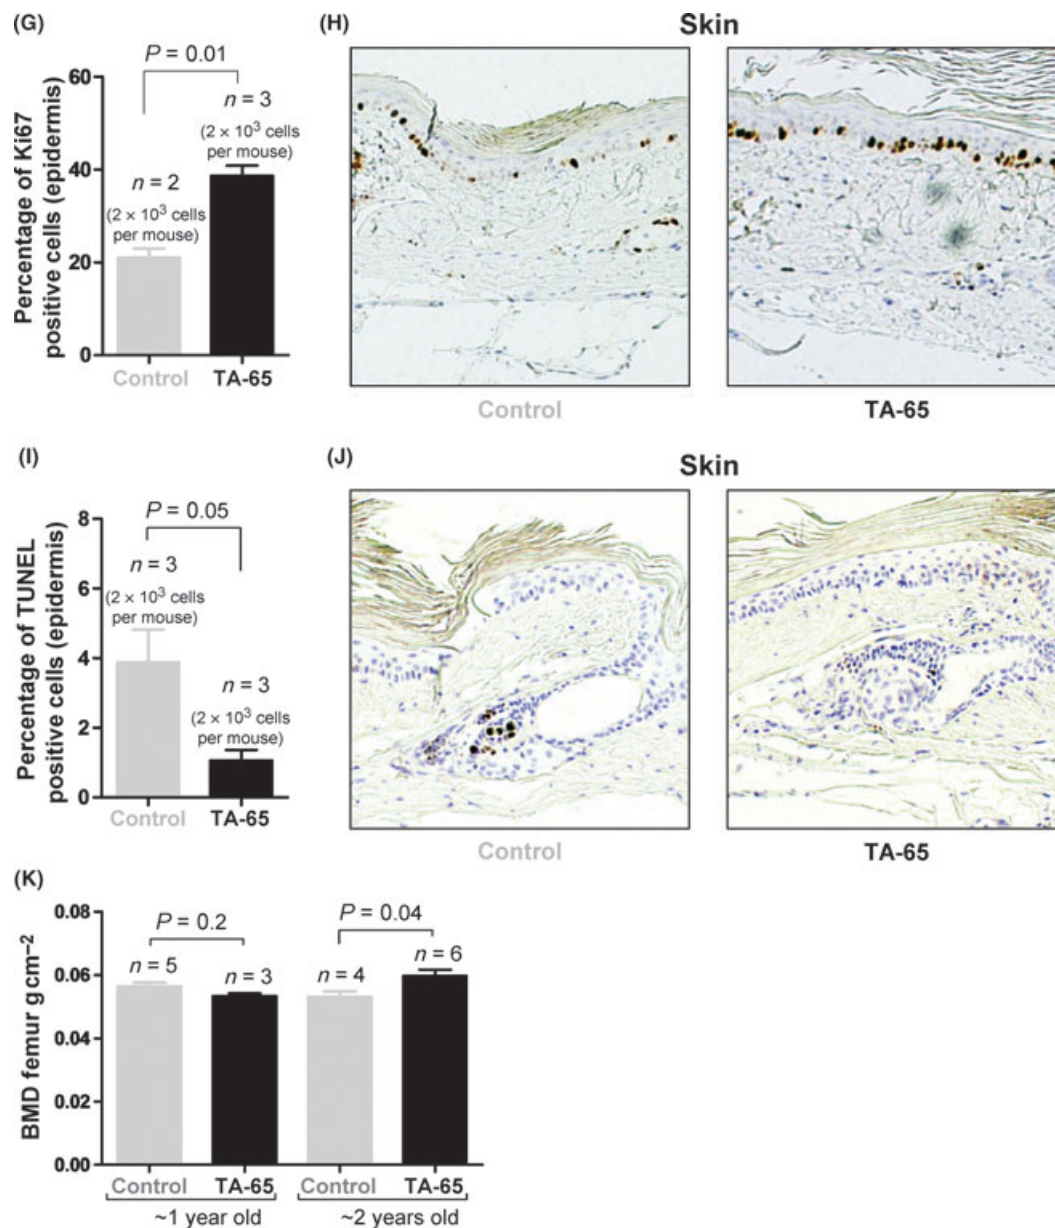 (G)
P = 0.01
Percentage of Ki67
positive cells (epidermis)
60
40
20
0
n = 2
(2 × 10³ cells
per mouse)
n = 3
(2 × 10³ cells
per mouse)
Control
TA-65
(H)
Skin
Control
TA-65
(I)
P = 0.05
Percentage of TUNEL
positive cells (epidermis)
8
6
4
2
0
n = 3
(2 × 10³ cells
per mouse)
n = 3
(2 × 10³ cells
per mouse)
Control
TA-65
(J)
Skin
Control
TA-65
(K)
BMD femur gcm⁻²
0.08
0.06
0.04
0.02
0.00
P = 0.2
n = 5
n = 3
P = 0.04
n = 4
n = 6
Control
TA-65
Control
TA-65
~1 year old
~2 years old